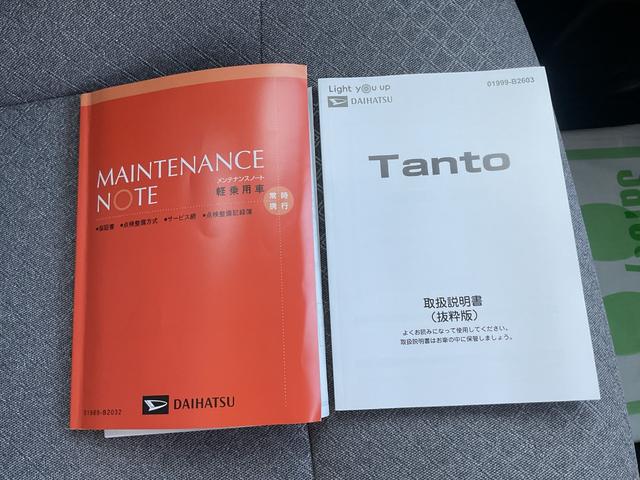 MAINTENANCE
NOTE
メンテナンスノート
軽乗用車
常時
携行
●保証書 ●点検整備方式 ●サービス網 ●点検整備記録簿
01989-B2032
DAIHATSU
Light you up
DAIHATSU
01999-B2603
Tanto
取扱説明書
(抜粋版)
よくお読みになって使用してください。
取扱説明書はお車の中に保管しましょう。